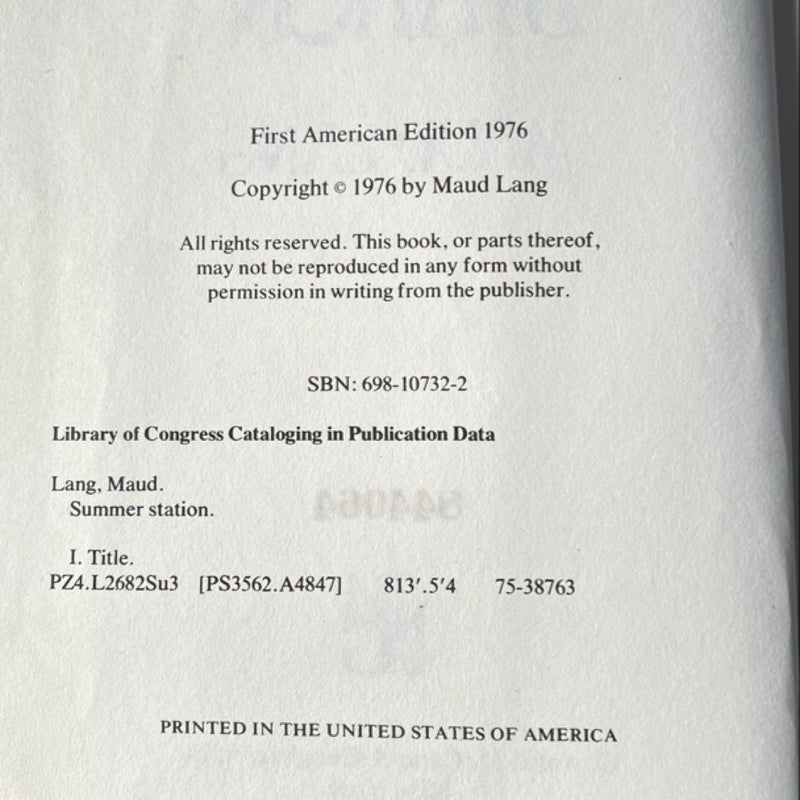 First American Edition 1976
Copyright © 1976 by Maud Lang
All rights reserved. This book, or parts thereof,
may not be reproduced in any form without
permission in writing from the publisher.
SBN: 698-10732-2
Library of Congress Cataloging in Publication Data
Lang, Maud.
Summer station.
I. Title.
PZ4.L2682Su3 [PS3562.A4847] 813'.5'4 75-38763
PRINTED IN THE UNITED STATES OF AMERICA